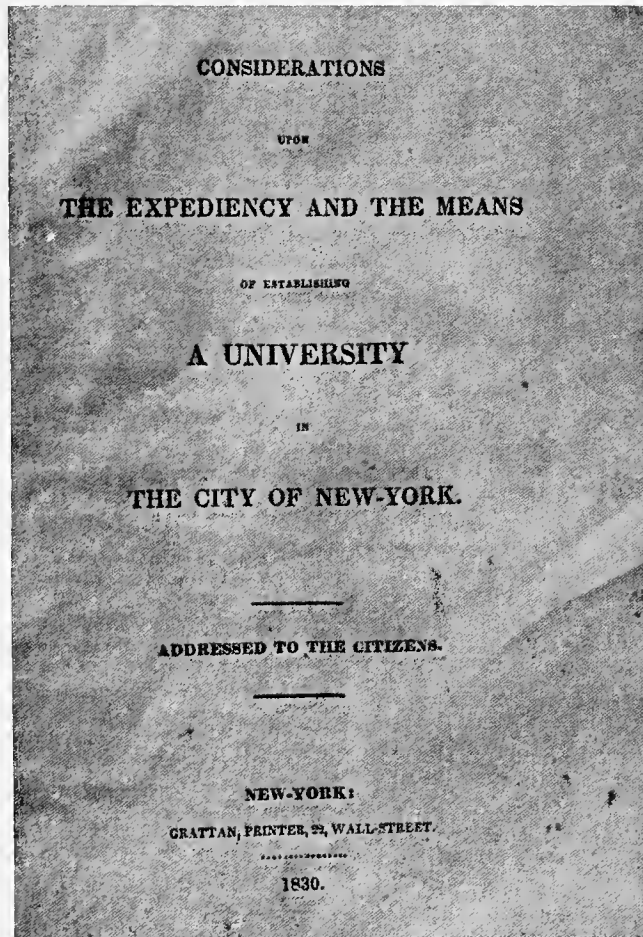 CONSIDERATIONS
UPON
THE EXPEDIENCY AND THE MEANS
OF ESTABLISHING
A UNIVERSITY
IN
THE CITY OF NEW-YORK.
ADDRESSED TO THE CITIZENS.
NEW-YORK:
GRATTAN, PRINTER, 22, WALL-STREET.
1830.